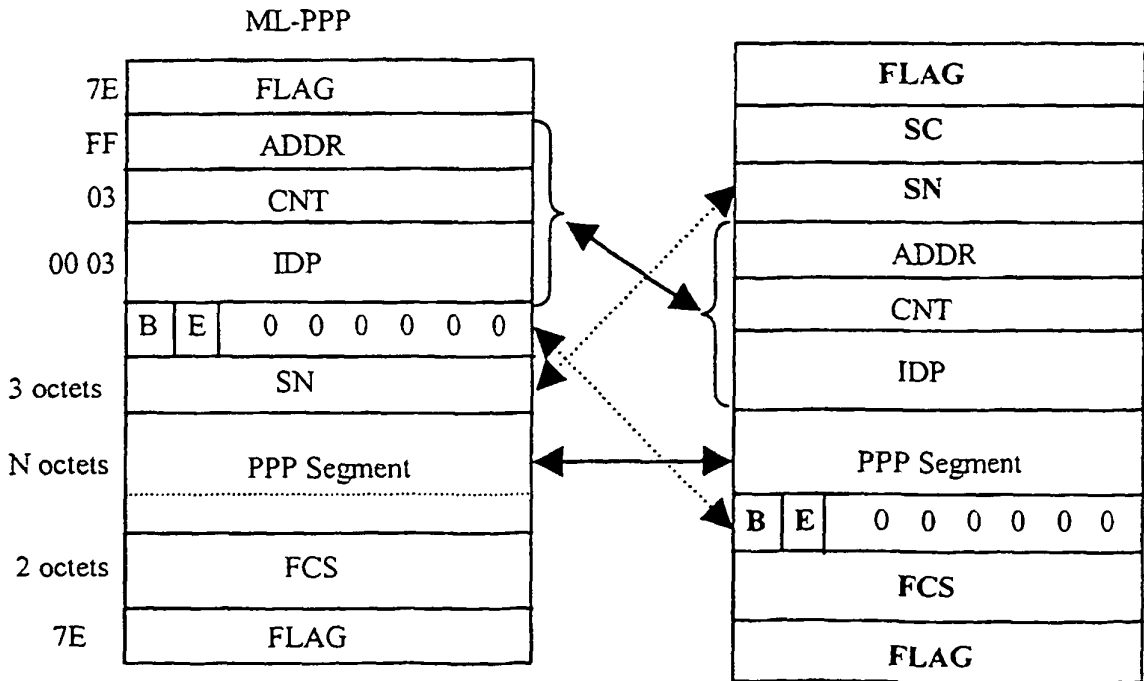 ML-PPP
7E FLAG
FF ADDR
03 CNT
00 03 IDP
B E 0 0 0 0 0 0
3 octets SN
N octets PPP Segment
2 octets FCS
7E FLAG
FLAG
SC
SN
ADDR
CNT
IDP
PPP Segment
B E 0 0 0 0 0 0
FCS
FLAG